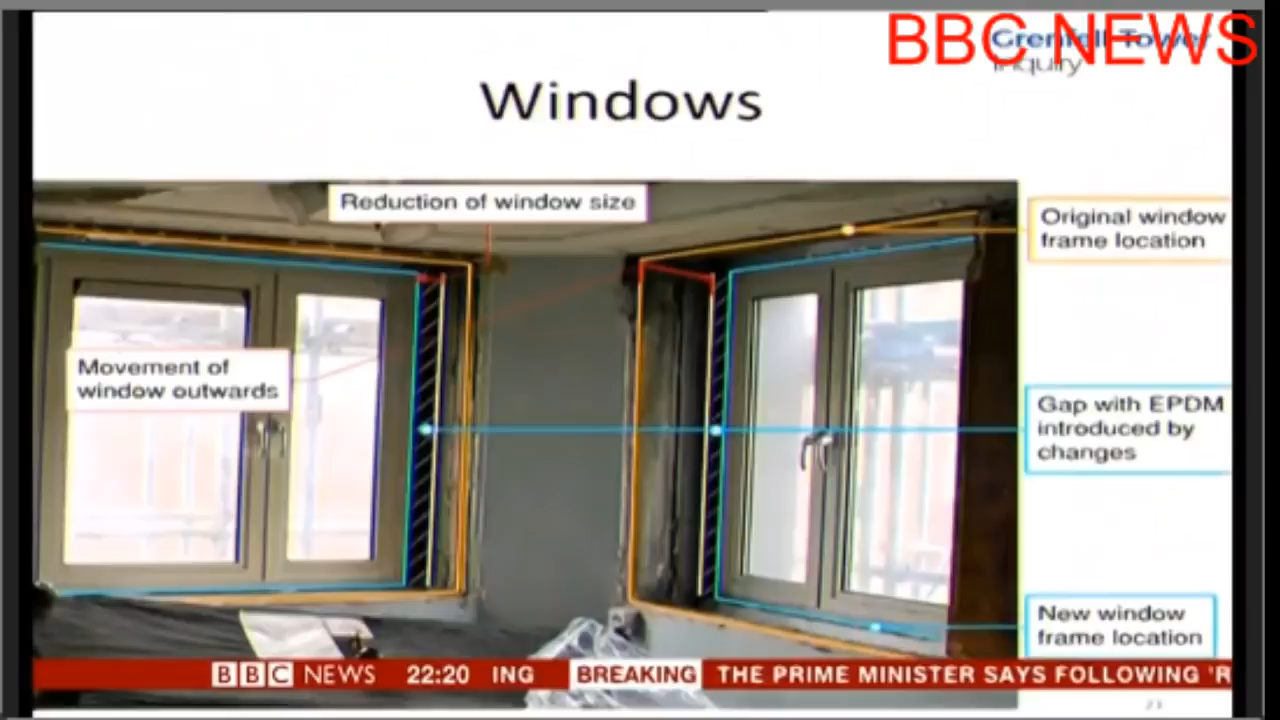 BBC NEWS
Grenfell Tower
Inquiry
Windows
Reduction of window size
Original window
frame location
Movement of
window outwards
Gap with EPDM
introduced by
changes
New window
frame location
BBC NEWS 22:20 ING BREAKING THE PRIME MINISTER SAYS FOLLOWING 'R